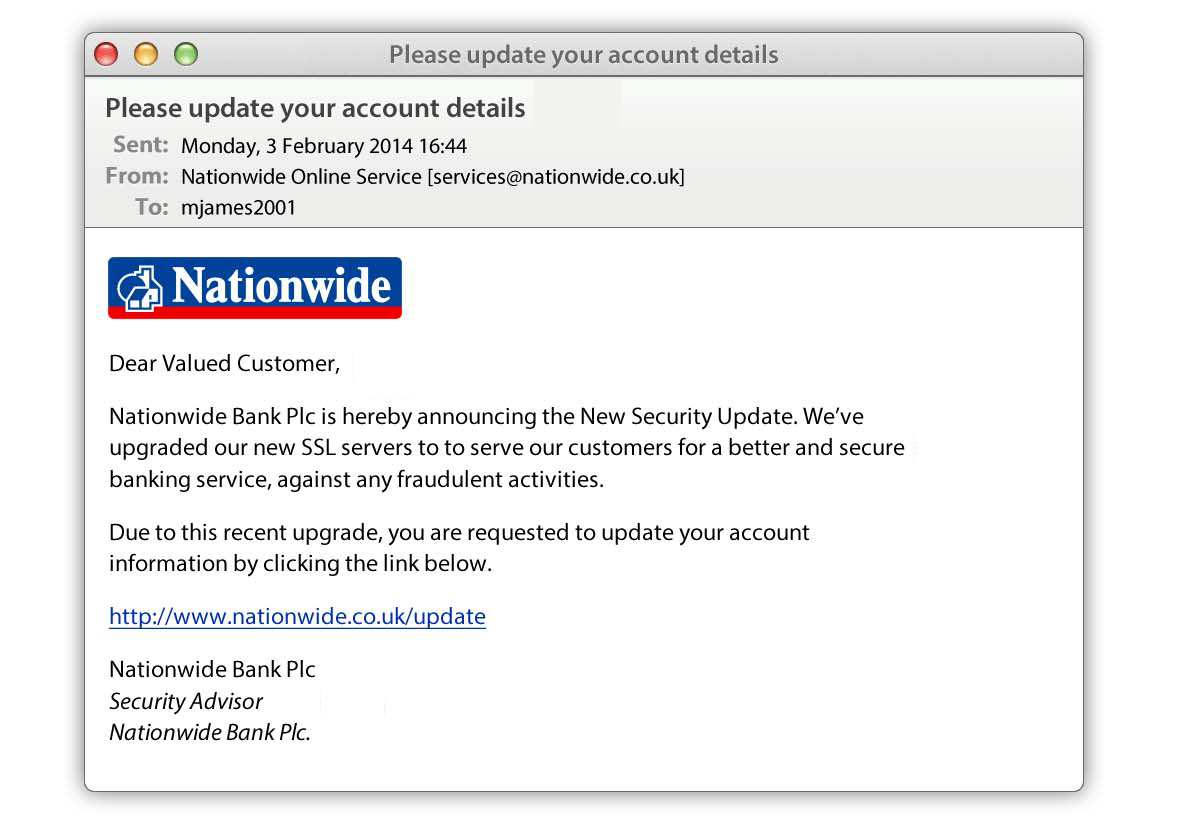 Please update your account details
Please update your account details
Sent: Monday, 3 February 2014 16:44
From: Nationwide Online Service [services@nationwide.co.uk]
To: mjames2001
Nationwide
Dear Valued Customer,
Nationwide Bank Plc is hereby announcing the New Security Update. We’ve
upgraded our new SSL servers to to serve our customers for a better and secure
banking service, against any fraudulent activities.
Due to this recent upgrade, you are requested to update your account
information by clicking the link below.
http://www.nationwide.co.uk/update
Nationwide Bank Plc
Security Advisor
Nationwide Bank Plc.